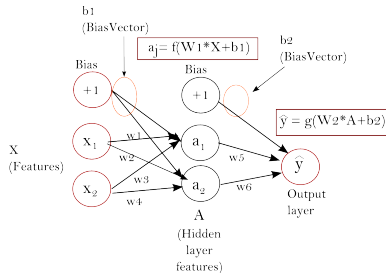 b1
(BiasVector)
aj= f(W1*X+b1)
b2
(BiasVector)
Bias
Bias
+1
+1
ŷ = g(W2*A+b2)
X
(Features)
x1
w1
a1
w2
w5
ŷ
w3
x2
w4
a2
w6
Output
layer
A
(Hidden
layer
features)